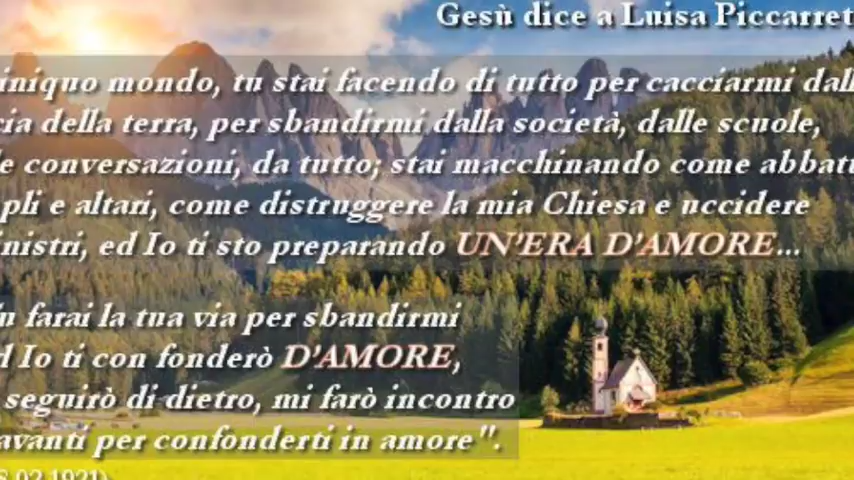 Gesù dice a Luisa Piccarret
iniquo mondo, tu stai facendo di tutto per cacciarmi dall
cia della terra, per sbandirmi dalla società, dalle scuole,
e conversazioni, da tutto; stai macchinando come abbatt
pli e altari, come distruggere la mia Chiesa e uccidere
nistri, ed Io ti sto preparando UN'ERA D'AMORE...
u farai la tua via per sbandirmi
d Io ti con fonderò D'AMORE,
seguirò di dietro, mi farò incontro
avanti per confonderti in amore".
02.1921)